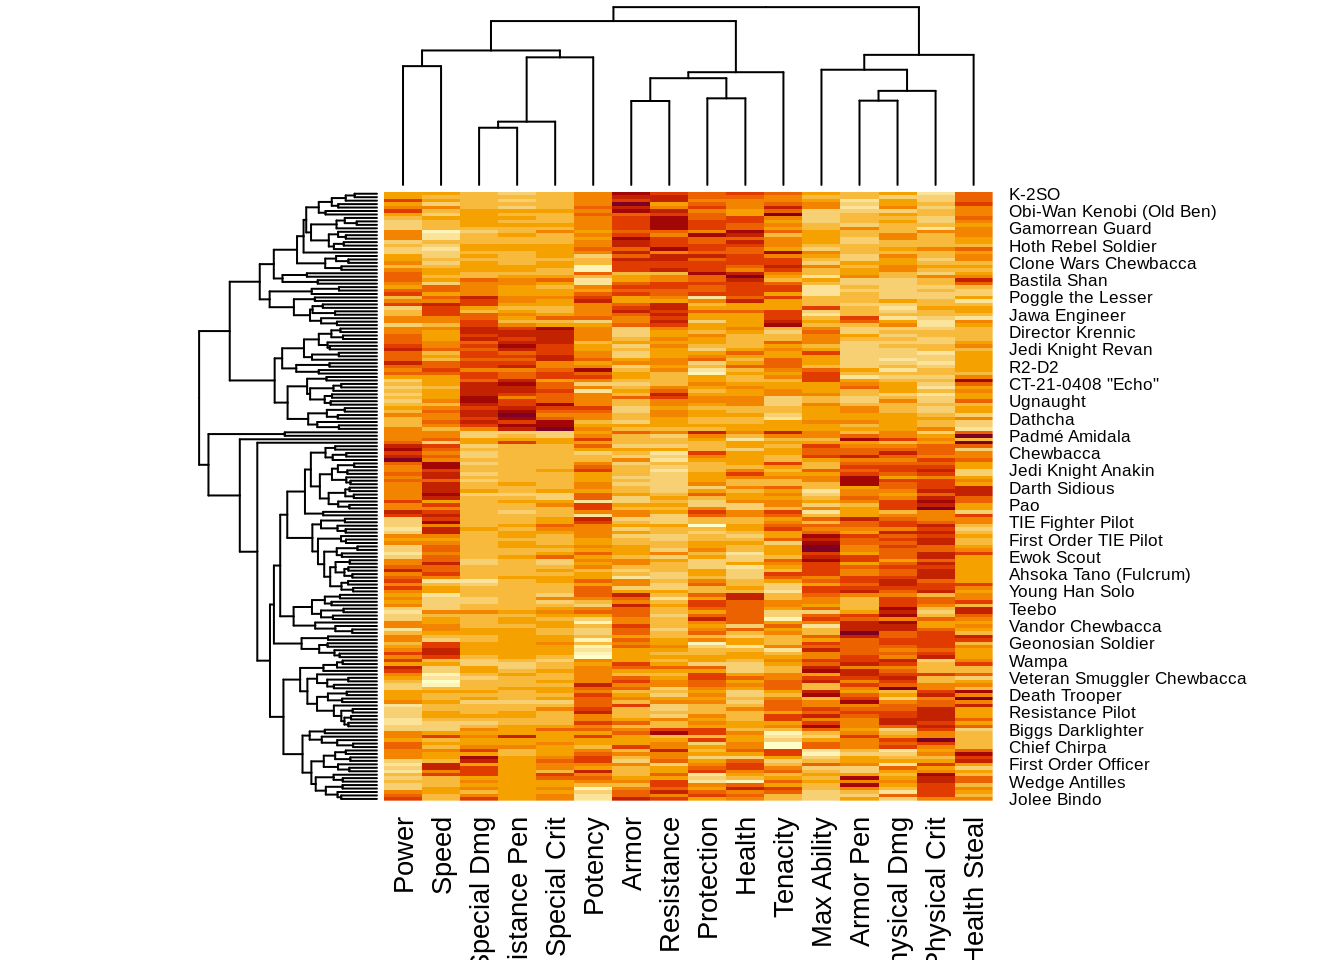 K-2SO
Obi-Wan Kenobi (Old Ben)
Gamorrean Guard
Hoth Rebel Soldier
Clone Wars Chewbacca
Bastila Shan
Poggle the Lesser
Jawa Engineer
Director Krennic
Jedi Knight Revan
R2-D2
CT-21-0408 "Echo"
Ugnaught
Dathcha
Padmé Amidala
Chewbacca
Jedi Knight Anakin
Darth Sidious
Pao
TIE Fighter Pilot
First Order TIE Pilot
Ewok Scout
Ahsoka Tano (Fulcrum)
Young Han Solo
Teebo
Vandor Chewbacca
Geonosian Soldier
Wampa
Veteran Smuggler Chewbacca
Death Trooper
Resistance Pilot
Biggs Darklighter
Chief Chirpa
First Order Officer
Wedge Antilles
Jolee Bindo
Power
Speed
Special Dmg
istance Pen
Special Crit
Potency
Armor
Resistance
Protection
Health
Tenacity
Max Ability
Armor Pen
hysical Dmg
Physical Crit
Health Steal